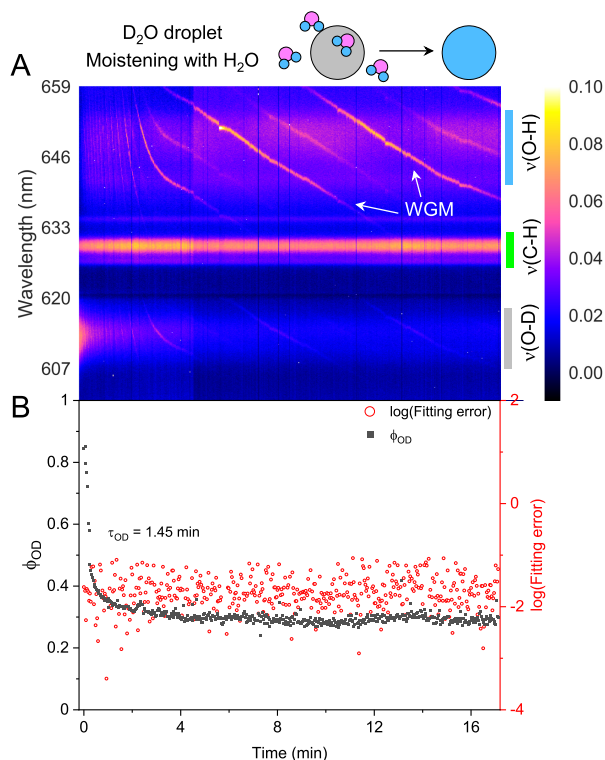 D₂O droplet
Moistening with H₂O
A
659
646
633
620
607
Wavelength (nm)
WGM
ν(O-H)
ν(C-H)
ν(O-D)
0.10
0.08
0.06
0.04
0.02
0.00
B
1
0.8
0.6
0.4
0.2
0
ϕOD
log(Fitting error)
ϕOD
τOD = 1.45 min
2
0
-2
-4
log(Fitting error)
0 4 8 12 16
Time (min)